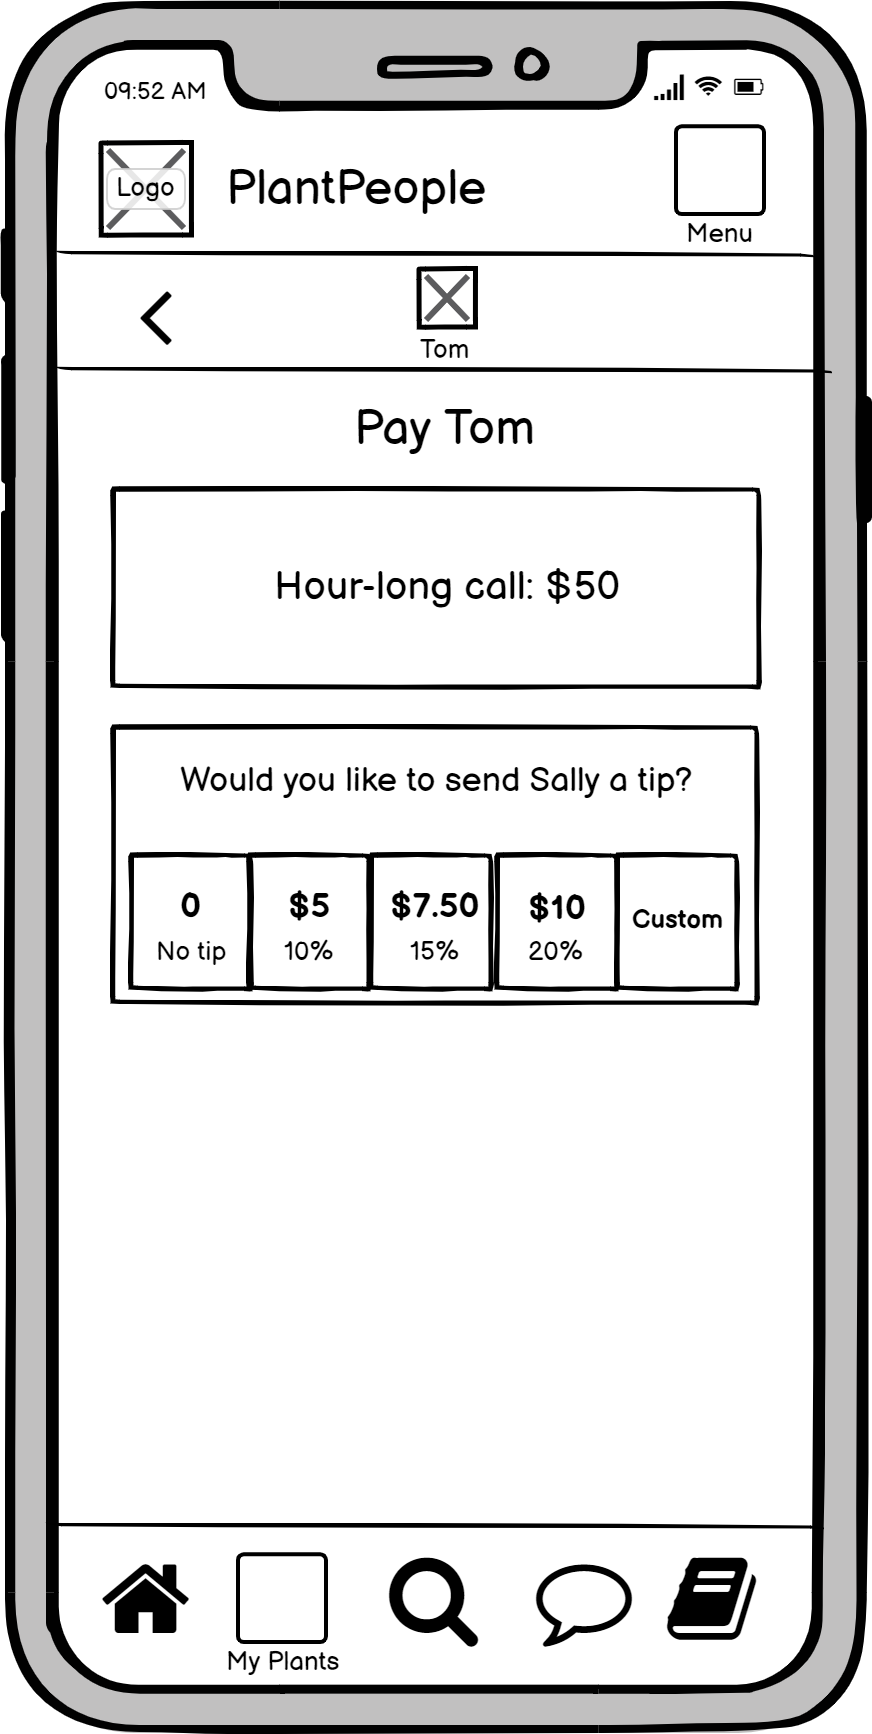 09:52 AM
Logo
PlantPeople
Menu
Tom
Pay Tom
Hour-long call: $50
Would you like to send Sally a tip?
0 $5 $7.50 $10 Custom
No tip 10% 15% 20%
My Plants